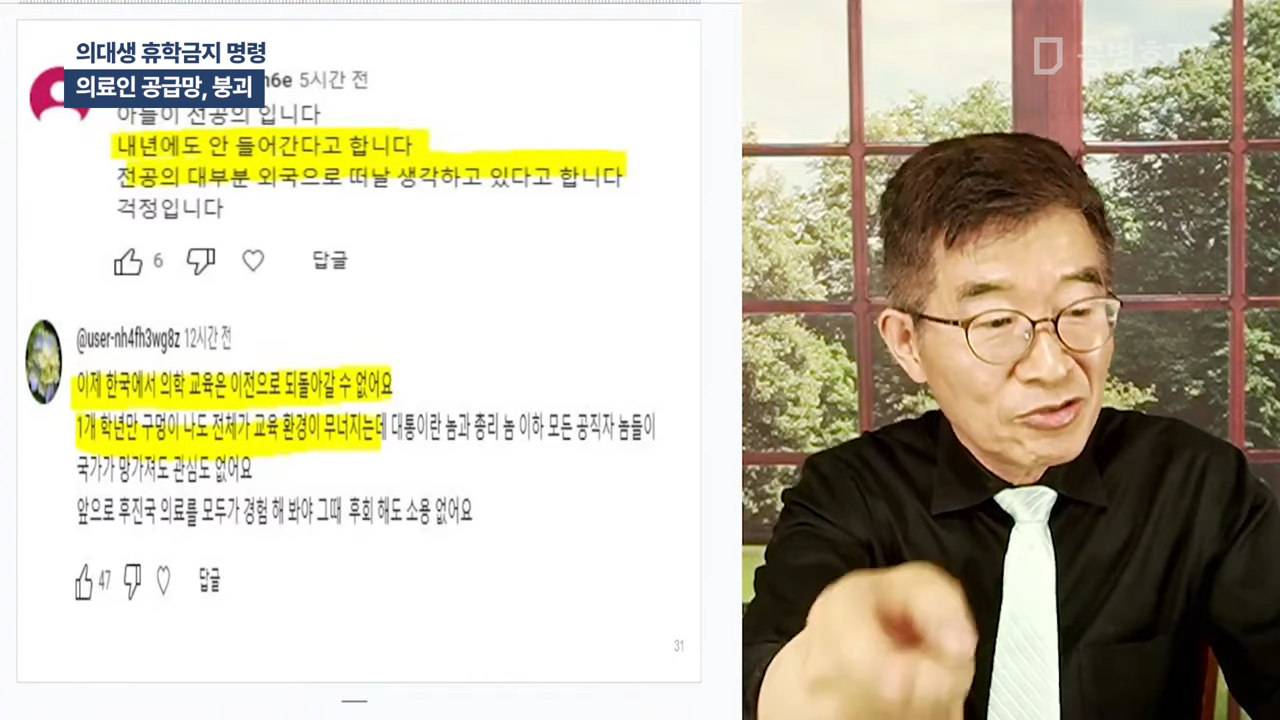 의대생 휴학금지 명령
의료인 공급망, 붕괴
n6e 5시간 전
아들이 전공의 입니다
내년에도 안 들어간다고 합니다
전공의 대부분 외국으로 떠날 생각하고 있다고 합니다
걱정입니다
6
답글
@user-nh4fh3wg8z 12시간 전
이제 한국에서 의학 교육은 이전으로 되돌아갈 수 없어요
1개 학년만 구멍이 나도 전체가 교육 환경이 무너지는데 대통이란 놈과 총리 놈 이하 모든 공직자 놈들이
국가가 망가져도 관심도 없어요
앞으로 후진국 의료를 모두가 경험 해 봐야 그때 후회 해도 소용 없어요
47
답글
31
공병호